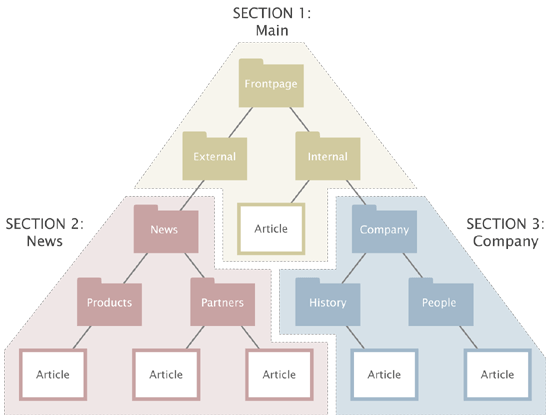 SECTION 1:
Main
Frontpage
External
Internal
SECTION 2:
News
News
Article
Company
SECTION 3:
Company
Products
Partners
History
People
Article
Article
Article
Article
Article